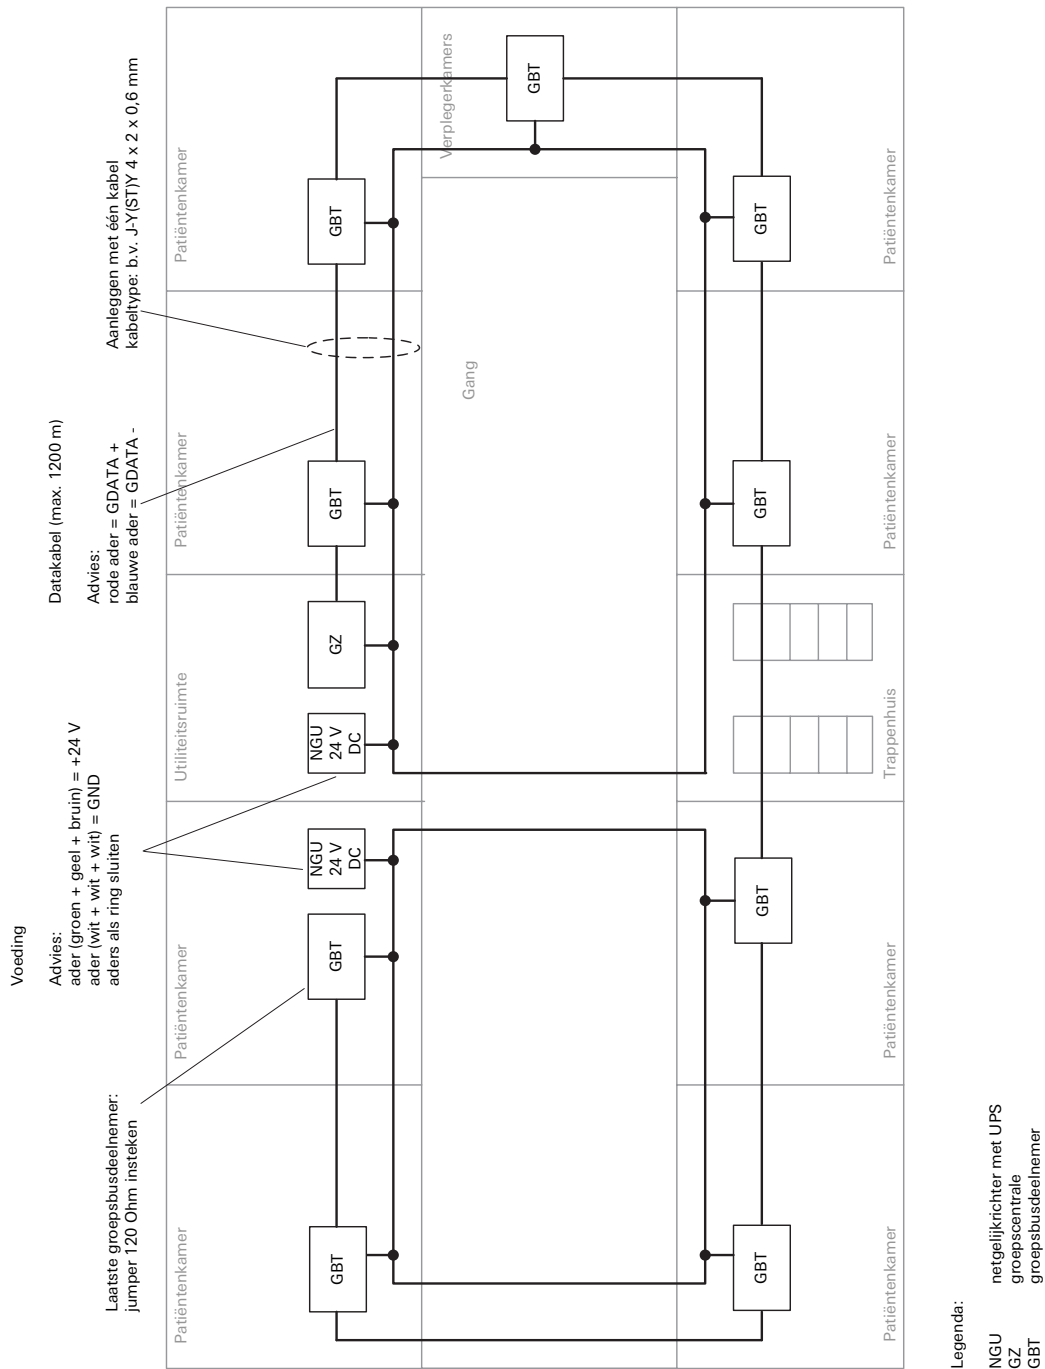 Voeding
Advies:
ader (groen + geel + bruin) = +24 V
ader (wit + wit + wit) = GND
aders als ring sluiten
Datakabel (max. 1200 m)
Advies:
rode ader = GDATA +
blauwe ader = GDATA -
Laatste groepsbusdeelnemer:
jumper 120 Ohm insteken
Aanleggen met één kabel
kabeltype: b.v. J-Y(ST)Y 4 x 2 x 0,6 mm
Patiëntenkamer
Patiëntenkamer
Utiliteitsruimte
Patiëntenkamer
Patiëntenkamer
GBT
GBT
NGU
24 V
DC
NGU
24 V
DC
GZ
GBT
GBT
Verplegerkamers
Gang
GBT
GBT
GBT
GBT
GBT
Patiëntenkamer
Patiëntenkamer
Trappenhuis
Patiëntenkamer
Patiëntenkamer
Legenda:
NGU netgelijkrichter met UPS
GZ groepscentrale
GBT groepsbusdeelnemer